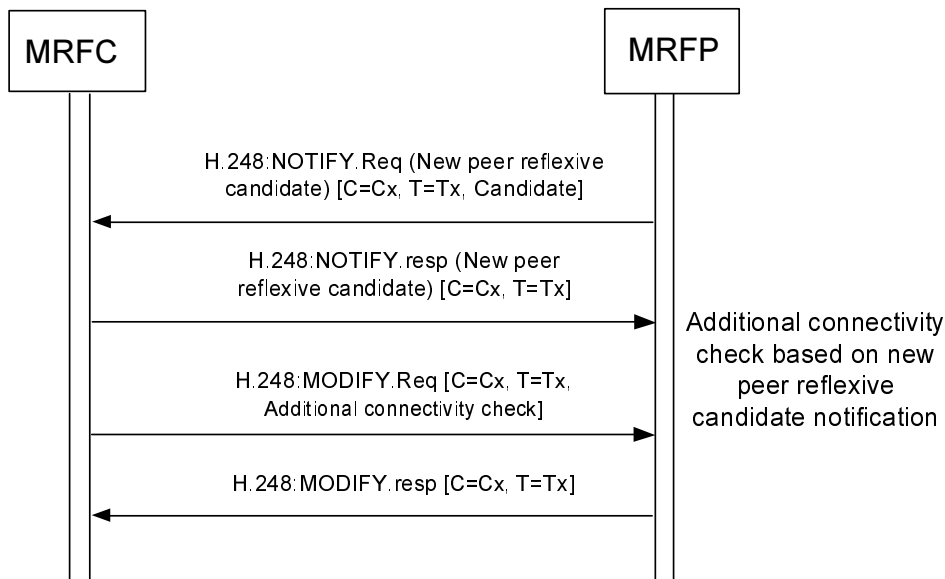 MRFC
MRFP
H.248:NOTIFY.Req (New peer reflexive
candidate) [C=Cx, T=Tx, Candidate]
H.248:NOTIFY.resp (New peer
reflexive candidate) [C=Cx, T=Tx]
H.248:MODIFY.Req [C=Cx, T=Tx,
Additional connectivity check]
H.248:MODIFY.resp [C=Cx, T=Tx]
Additional connectivity
check based on new
peer reflexive
candidate notification